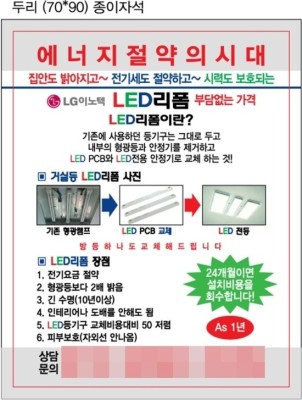 두리 (70*90) 종이자석
에너지절약의시대
집안도 밝아지고~ 전기세도 절약하고~ 시력도 보호되는
LG이노텍 LED리폼 부담없는 가격
LED리폼이란?
기존에 사용하던 등기구는 그대로 두고
내부의 형광등과 안정기를 제거하고
LED PCB와 LED전용 안정기로 교체 하는 것!
거실등 LED리폼 사진
기존 형광램프 LED PCB 교체 LED 전등
방등하나도교체해드립니다
LED리폼 장점
1. 전기요금 절약
2. 형광등보다 2배 밝음
3. 긴 수명(10년이상)
4. 인테리어나 도배를 안해도 됨
5. LED등기구 교체비용대비 50 저렴
6. 피부보호(자외선 안나옴)
24개월이면
설치비용을
회수합니다!
As 1년
상담
문의